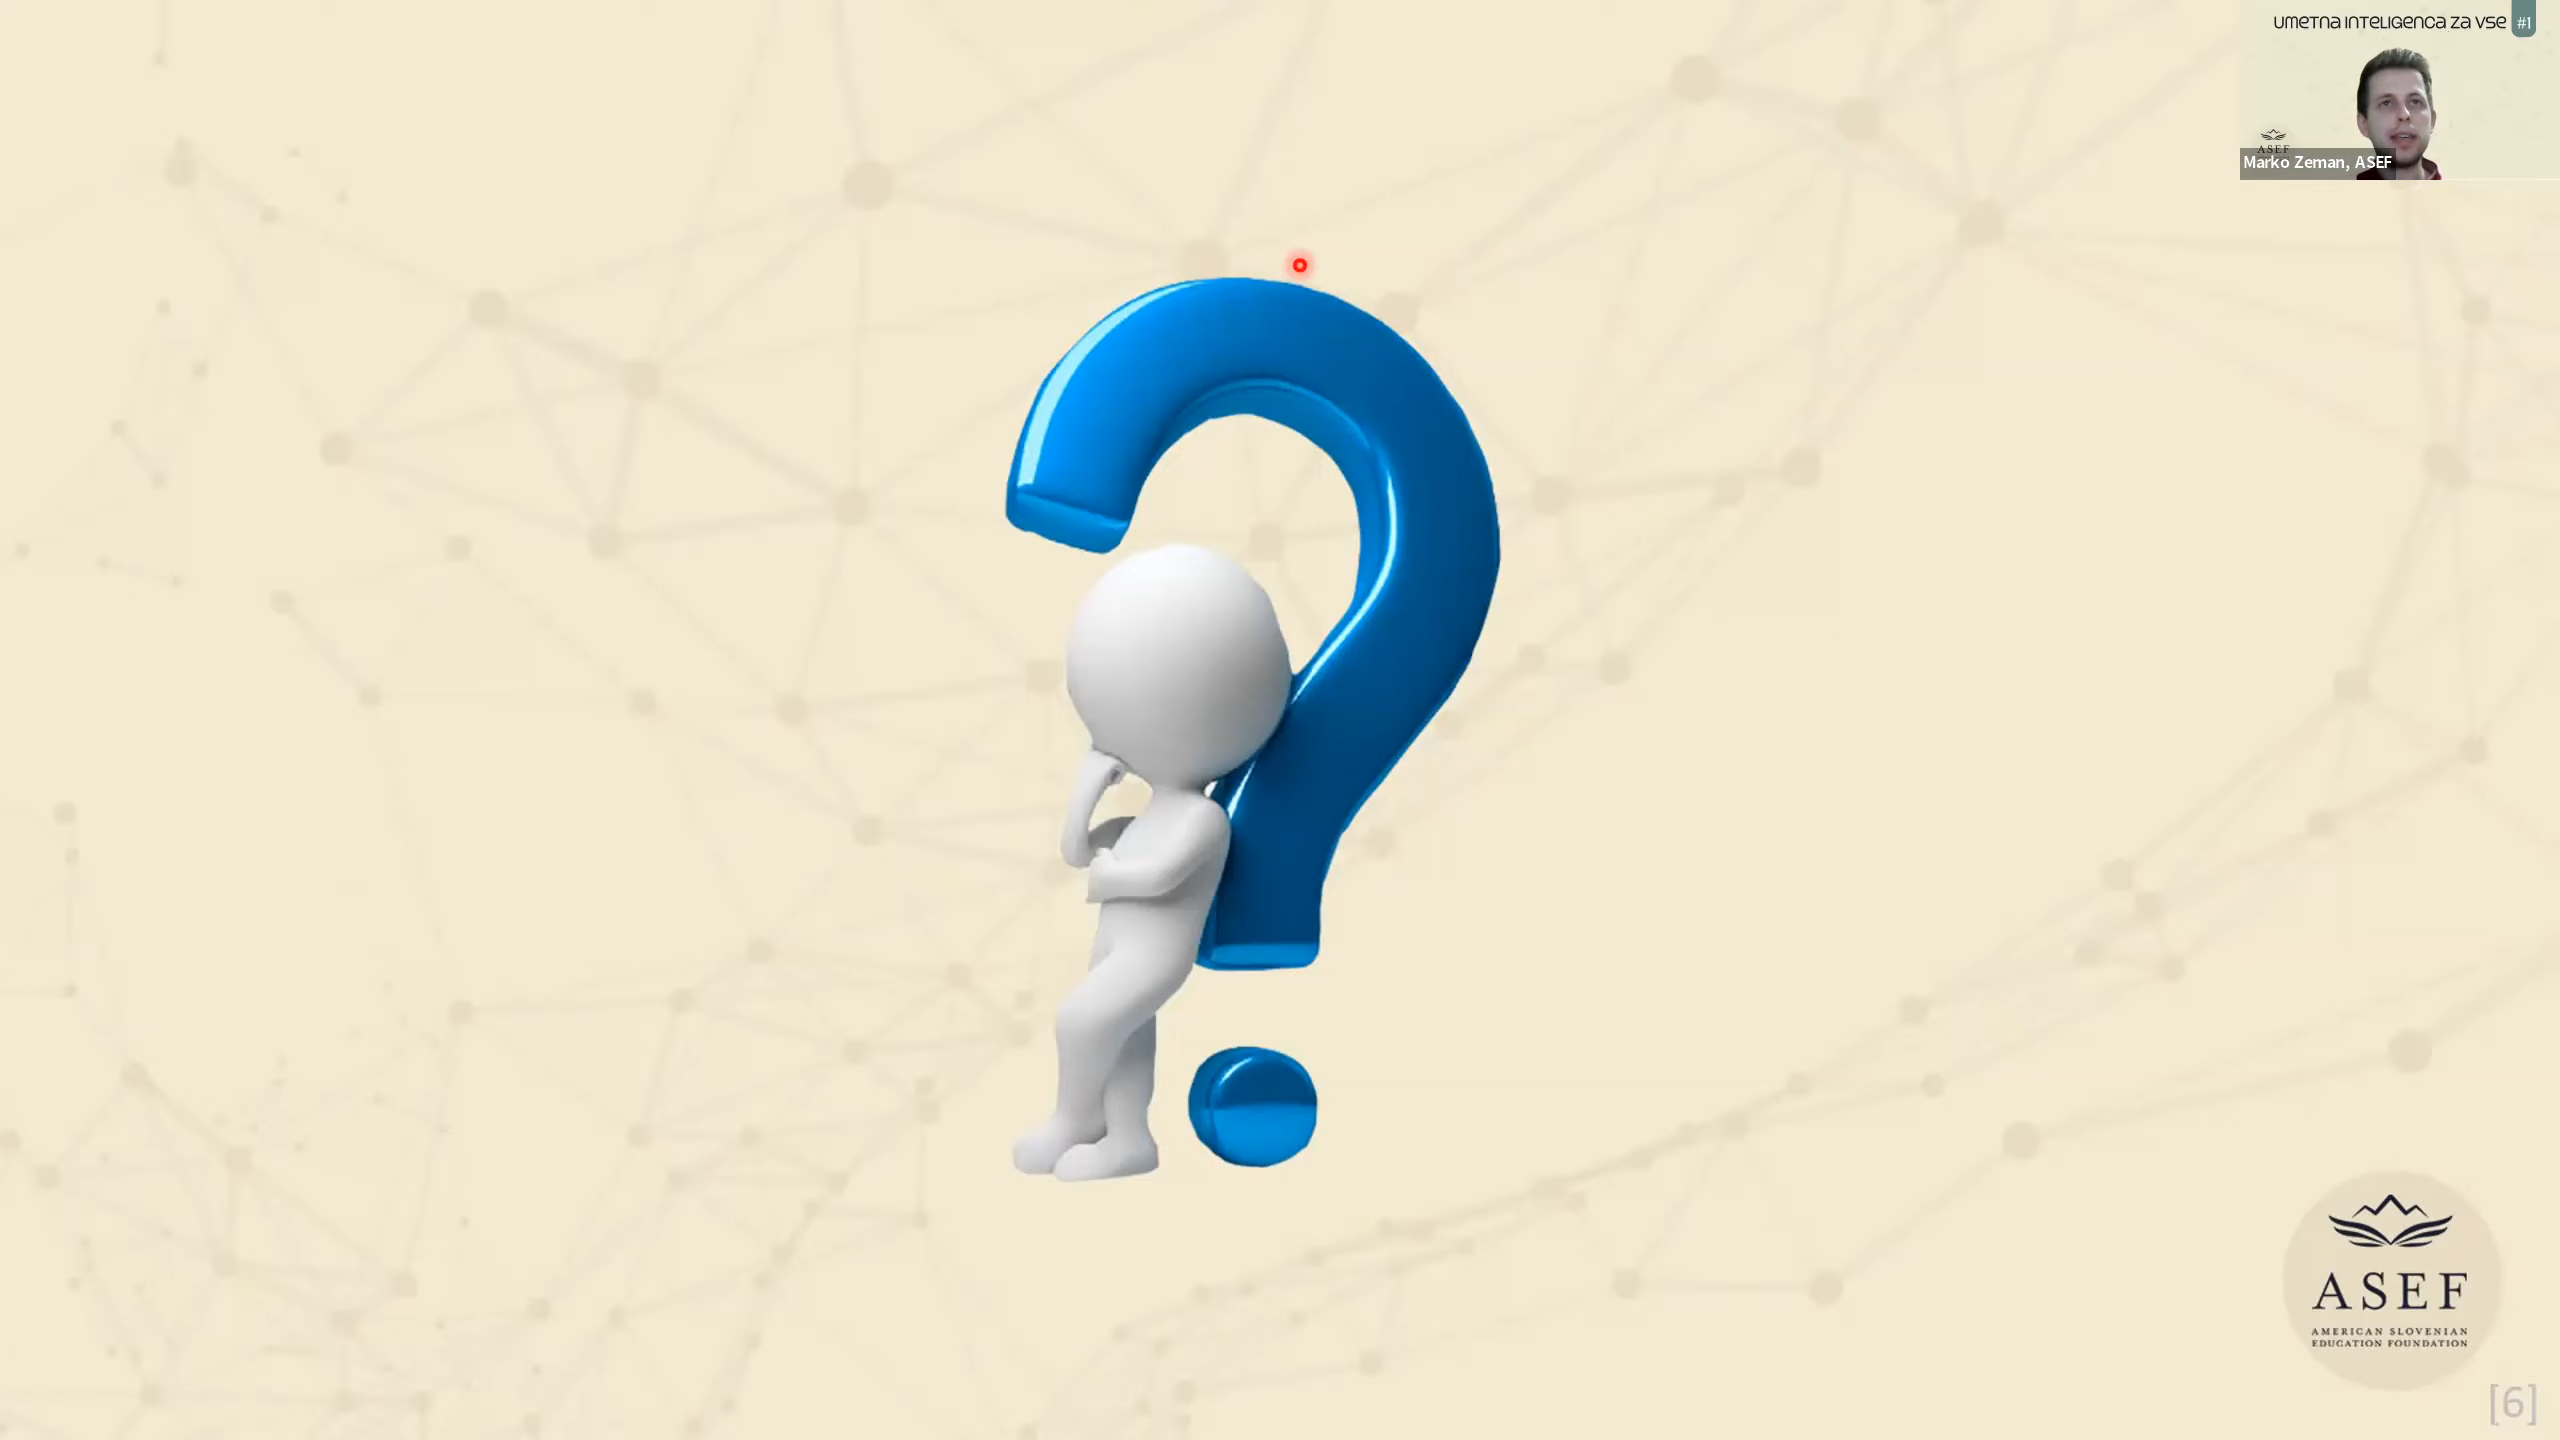 UMETNA INTELIGENCA ZA VSE #1
ASEF
Marko Zeman, ASEF
ASEF
AMERICAN SLOVENIAN
EDUCATION FOUNDATION
[6]